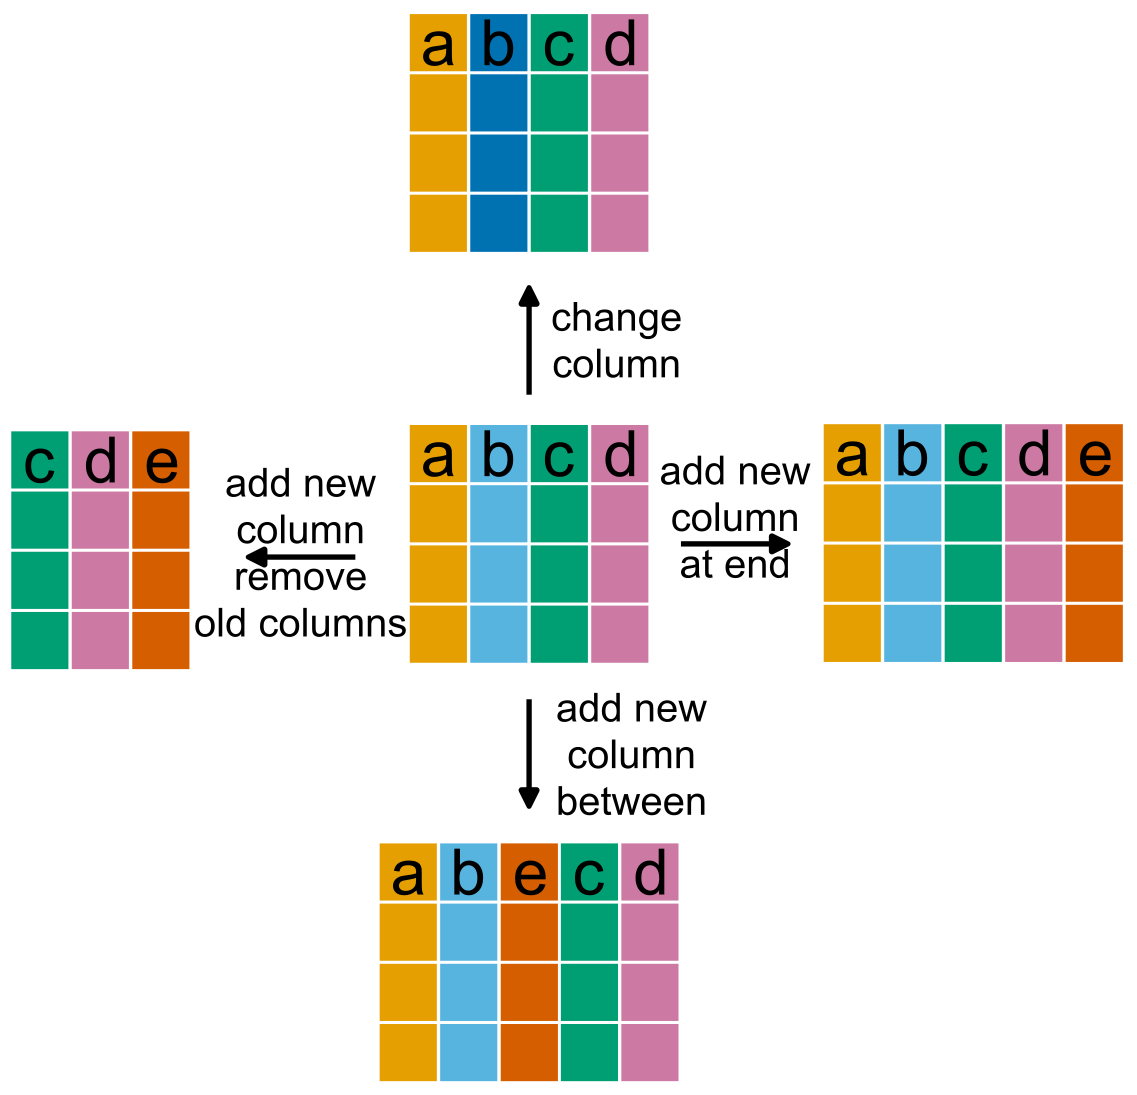 a b c d
change
column
c d e
add new
column
remove
old columns
a b c d
add new
column
at end
a b c d e
add new
column
between
a b e c d